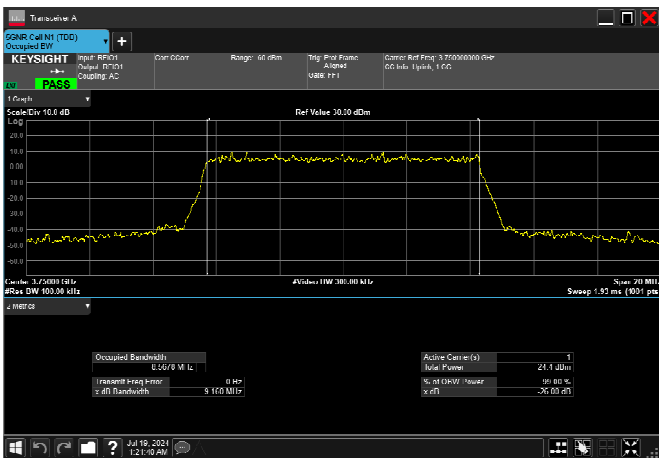 Transceiver A
5GNR Cell N1 (TBD)
Occupied BW
+
KEYSIGHT
Input: RFIO1
Output: RFIO1
Coupling: AC
Corr: CCorr
Range: -60 dBm
Trig: Prot Frame
Aligned
Gate: FFT
Carrier Ref Freq: 3.750000000 GHz
CC Info: Uplink, 1 CC
PASS
1 Graph
Scale/Div 10.0 dB
Ref Value 30.00 dBm
Log
20.0
10.0
0.00
-10.0
-20.0
-30.0
-40.0
-50.0
-60.0
Center 3.75000 GHz
#Video BW 300.00 kHz
Span 20 MHz
#Res BW 100.00 kHz
Sweep 1.93 ms (1001 pts
2 Metrics
Occupied Bandwidth
8.5678 MHz
Transmit Freq Error 0 Hz
x dB Bandwidth 9.160 MHz
Active Carrier(s) 1
Total Power 24.4 dBm
% of OBW Power 99.00 %
x dB -26.00 dB
?
Jul 19, 2024
1:21:40 AM